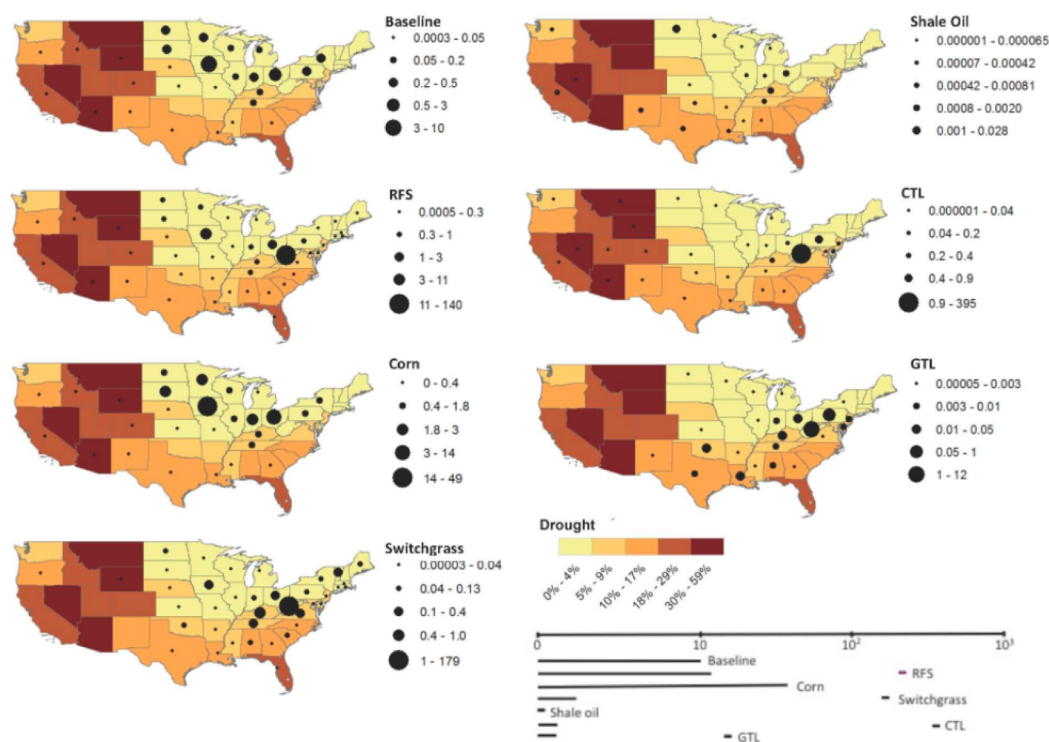 Baseline
0.0003 - 0.05
0.05 - 0.2
0.2 - 0.5
0.5 - 3
3 - 10
Shale Oil
0.000001 - 0.000065
0.00007 - 0.00042
0.00042 - 0.00081
0.0008 - 0.0020
0.001 - 0.028
RFS
0.0005 - 0.3
0.3 - 1
1 - 3
3 - 11
11 - 140
CTL
0.000001 - 0.04
0.04 - 0.2
0.2 - 0.4
0.4 - 0.9
0.9 - 395
Corn
0 - 0.4
0.4 - 1.8
1.8 - 3
3 - 14
14 - 49
GTL
0.00005 - 0.003
0.003 - 0.01
0.01 - 0.05
0.05 - 1
1 - 12
Switchgrass
0.00003 - 0.04
0.04 - 0.13
0.1 - 0.4
0.4 - 1.0
1 - 179
Drought
0% - 4%
5% - 9%
10% - 17%
18% - 29%
30% - 59%
0 10 10² 10³
Baseline
RFS
Corn
Switchgrass
Shale oil
CTL
GTL